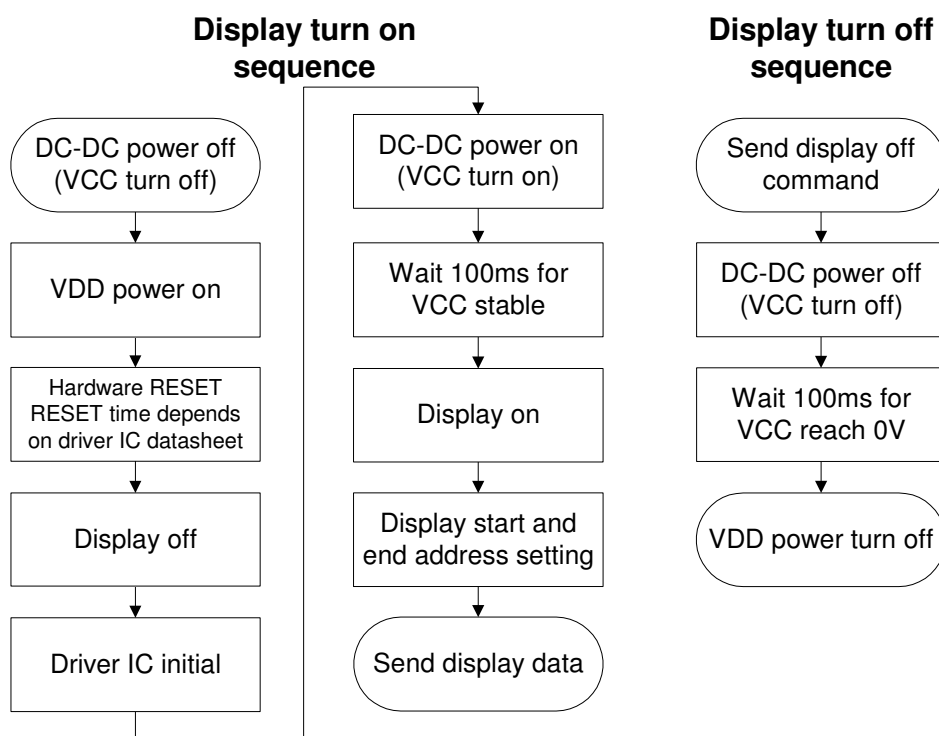 Display turn on
sequence
DC-DC power off
(VCC turn off)
VDD power on
Hardware RESET
RESET time depends
on driver IC datasheet
Display off
Driver IC initial
DC-DC power on
(VCC turn on)
Wait 100ms for
VCC stable
Display on
Display start and
end address setting
Send display data
Display turn off
sequence
Send display off
command
DC-DC power off
(VCC turn off)
Wait 100ms for
VCC reach 0V
VDD power turn off